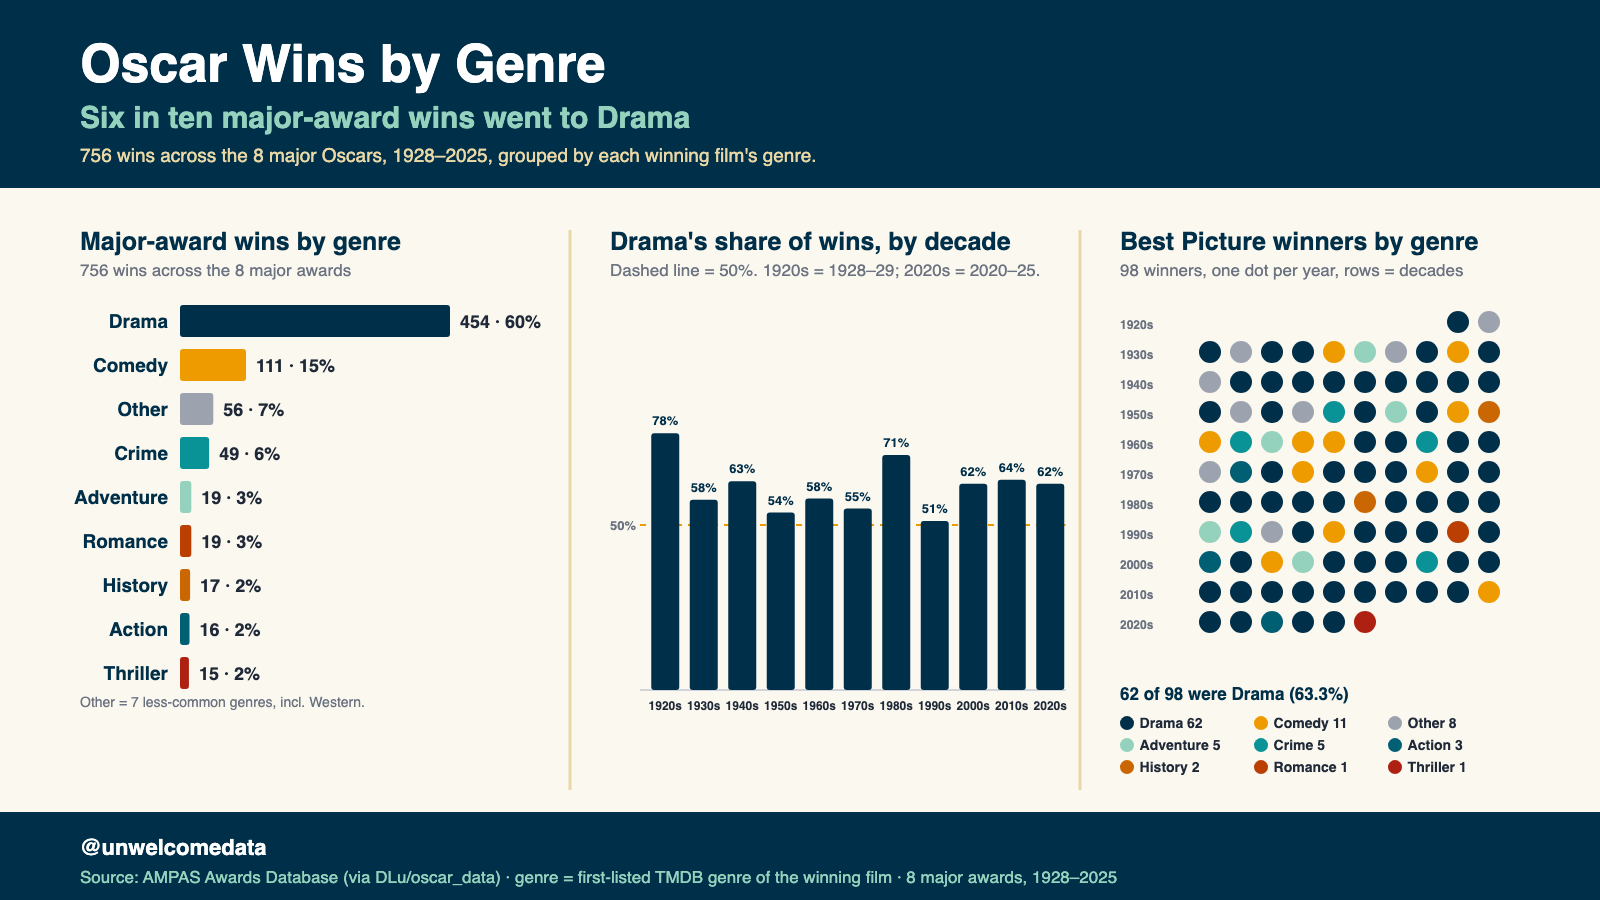 Oscar Wins by Genre
Six in ten major-award wins went to Drama
756 wins across the 8 major Oscars, 1928–2025, grouped by each winning film's genre.
Major-award wins by genre
756 wins across the 8 major awards
Drama 454 · 60%
Comedy 111 · 15%
Other 56 · 7%
Crime 49 · 6%
Adventure 19 · 3%
Romance 19 · 3%
History 17 · 2%
Action 16 · 2%
Thriller 15 · 2%
Other = 7 less-common genres, incl. Western.
Drama's share of wins, by decade
Dashed line = 50%. 1920s = 1928–29; 2020s = 2020–25.
78% 58% 63% 54% 58% 55% 71% 51% 62% 64% 62%
50%
1920s 1930s 1940s 1950s 1960s 1970s 1980s 1990s 2000s 2010s 2020s
Best Picture winners by genre
98 winners, one dot per year, rows = decades
1920s
1930s
1940s
1950s
1960s
1970s
1980s
1990s
2000s
2010s
2020s
62 of 98 were Drama (63.3%)
Drama 62 Comedy 11 Other 8
Adventure 5 Crime 5 Action 3
History 2 Romance 1 Thriller 1
@unwelcomedata
Source: AMPAS Awards Database (via DLu/oscar_data) · genre = first-listed TMDB genre of the winning film · 8 major awards, 1928–2025